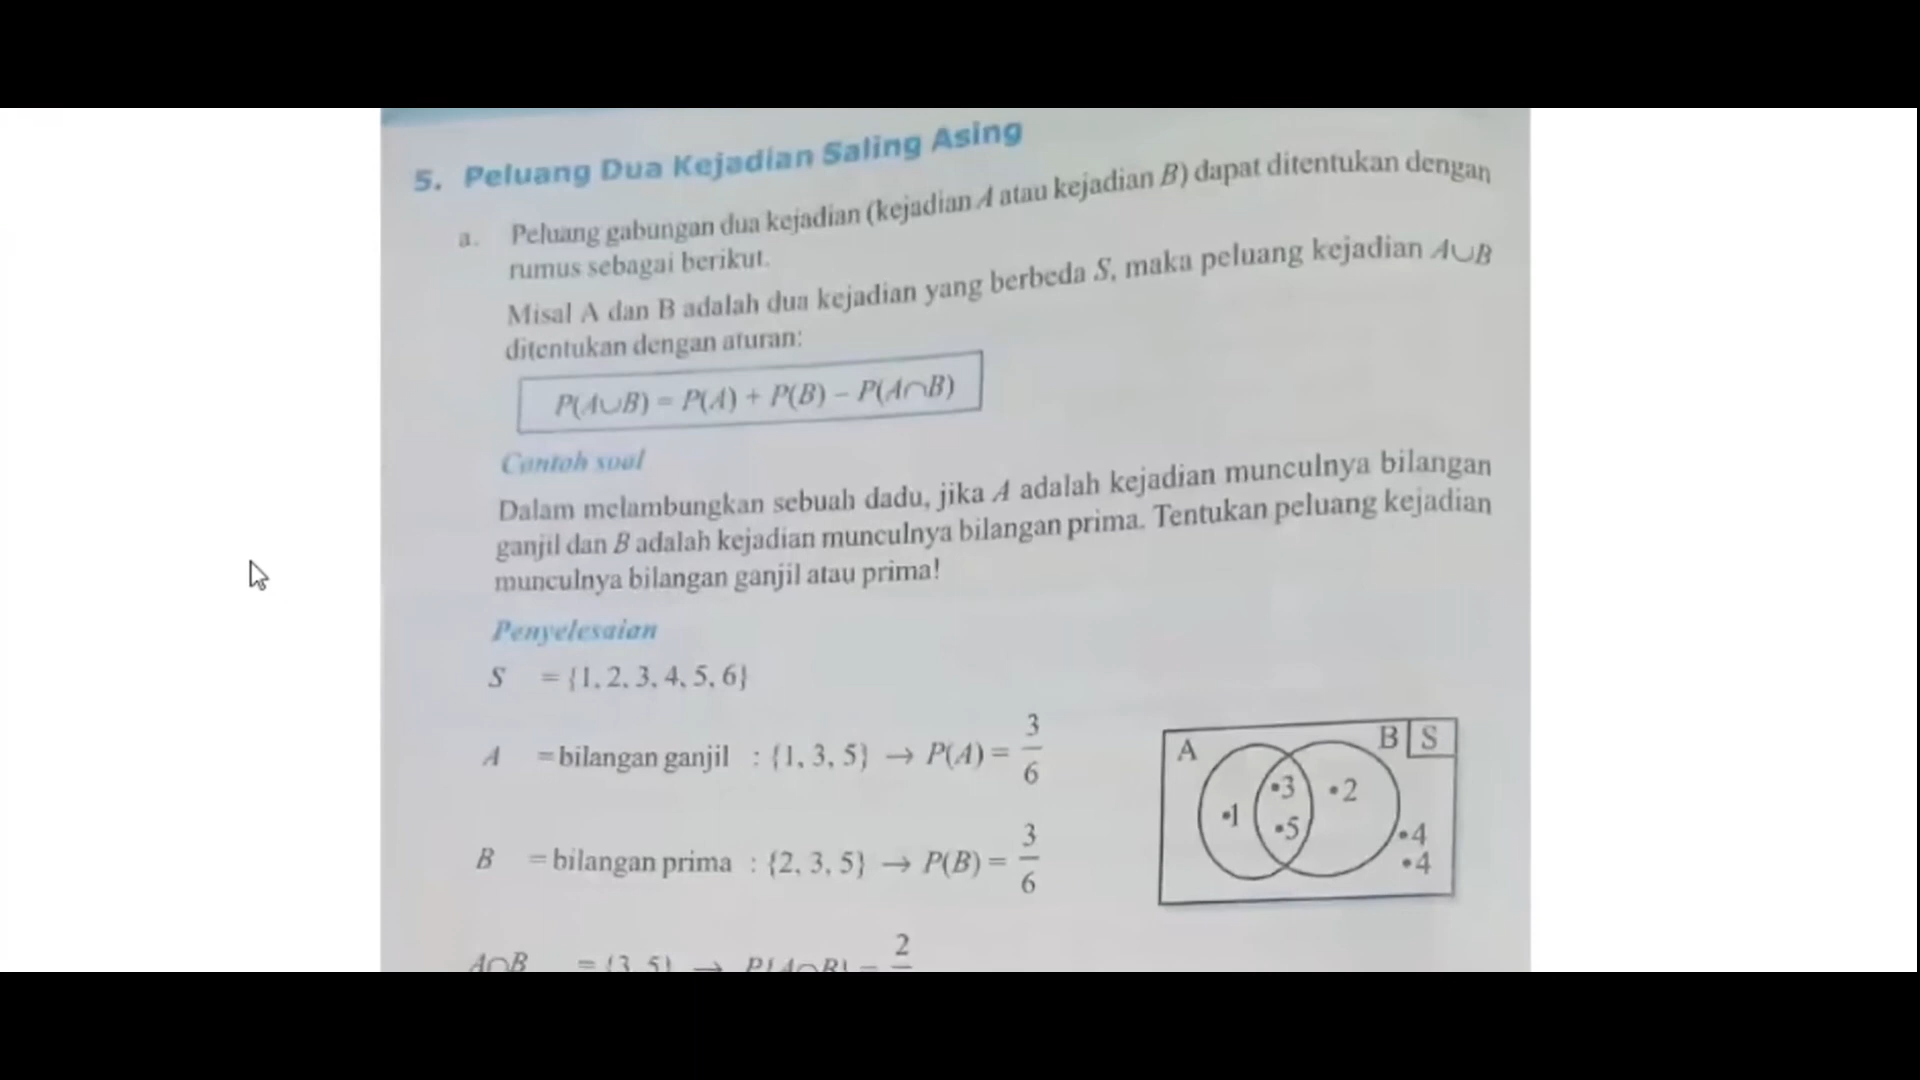 5. Peluang Dua Kejadian Saling Asing
a. Peluang gabungan dua kejadian (kejadian A atau kejadian B) dapat ditentukan dengan
rumus sebagai berikut.
Misal A dan B adalah dua kejadian yang berbeda S, maka peluang kejadian A∪B
ditentukan dengan aturan:
P(A∪B) = P(A) + P(B) – P(A∩B)
Contoh soal
Dalam melambungkan sebuah dadu, jika A adalah kejadian munculnya bilangan
ganjil dan B adalah kejadian munculnya bilangan prima. Tentukan peluang kejadian
munculnya bilangan ganjil atau prima!
Penyelesaian
S = {1, 2, 3, 4, 5, 6}
A = bilangan ganjil : {1, 3, 5} → P(A) = 3/6
B = bilangan prima : {2, 3, 5} → P(B) = 3/6
A∩B = {3, 5} → P(A∩B) = 2
A B S
•3 •2
•1 •5
•4
•4